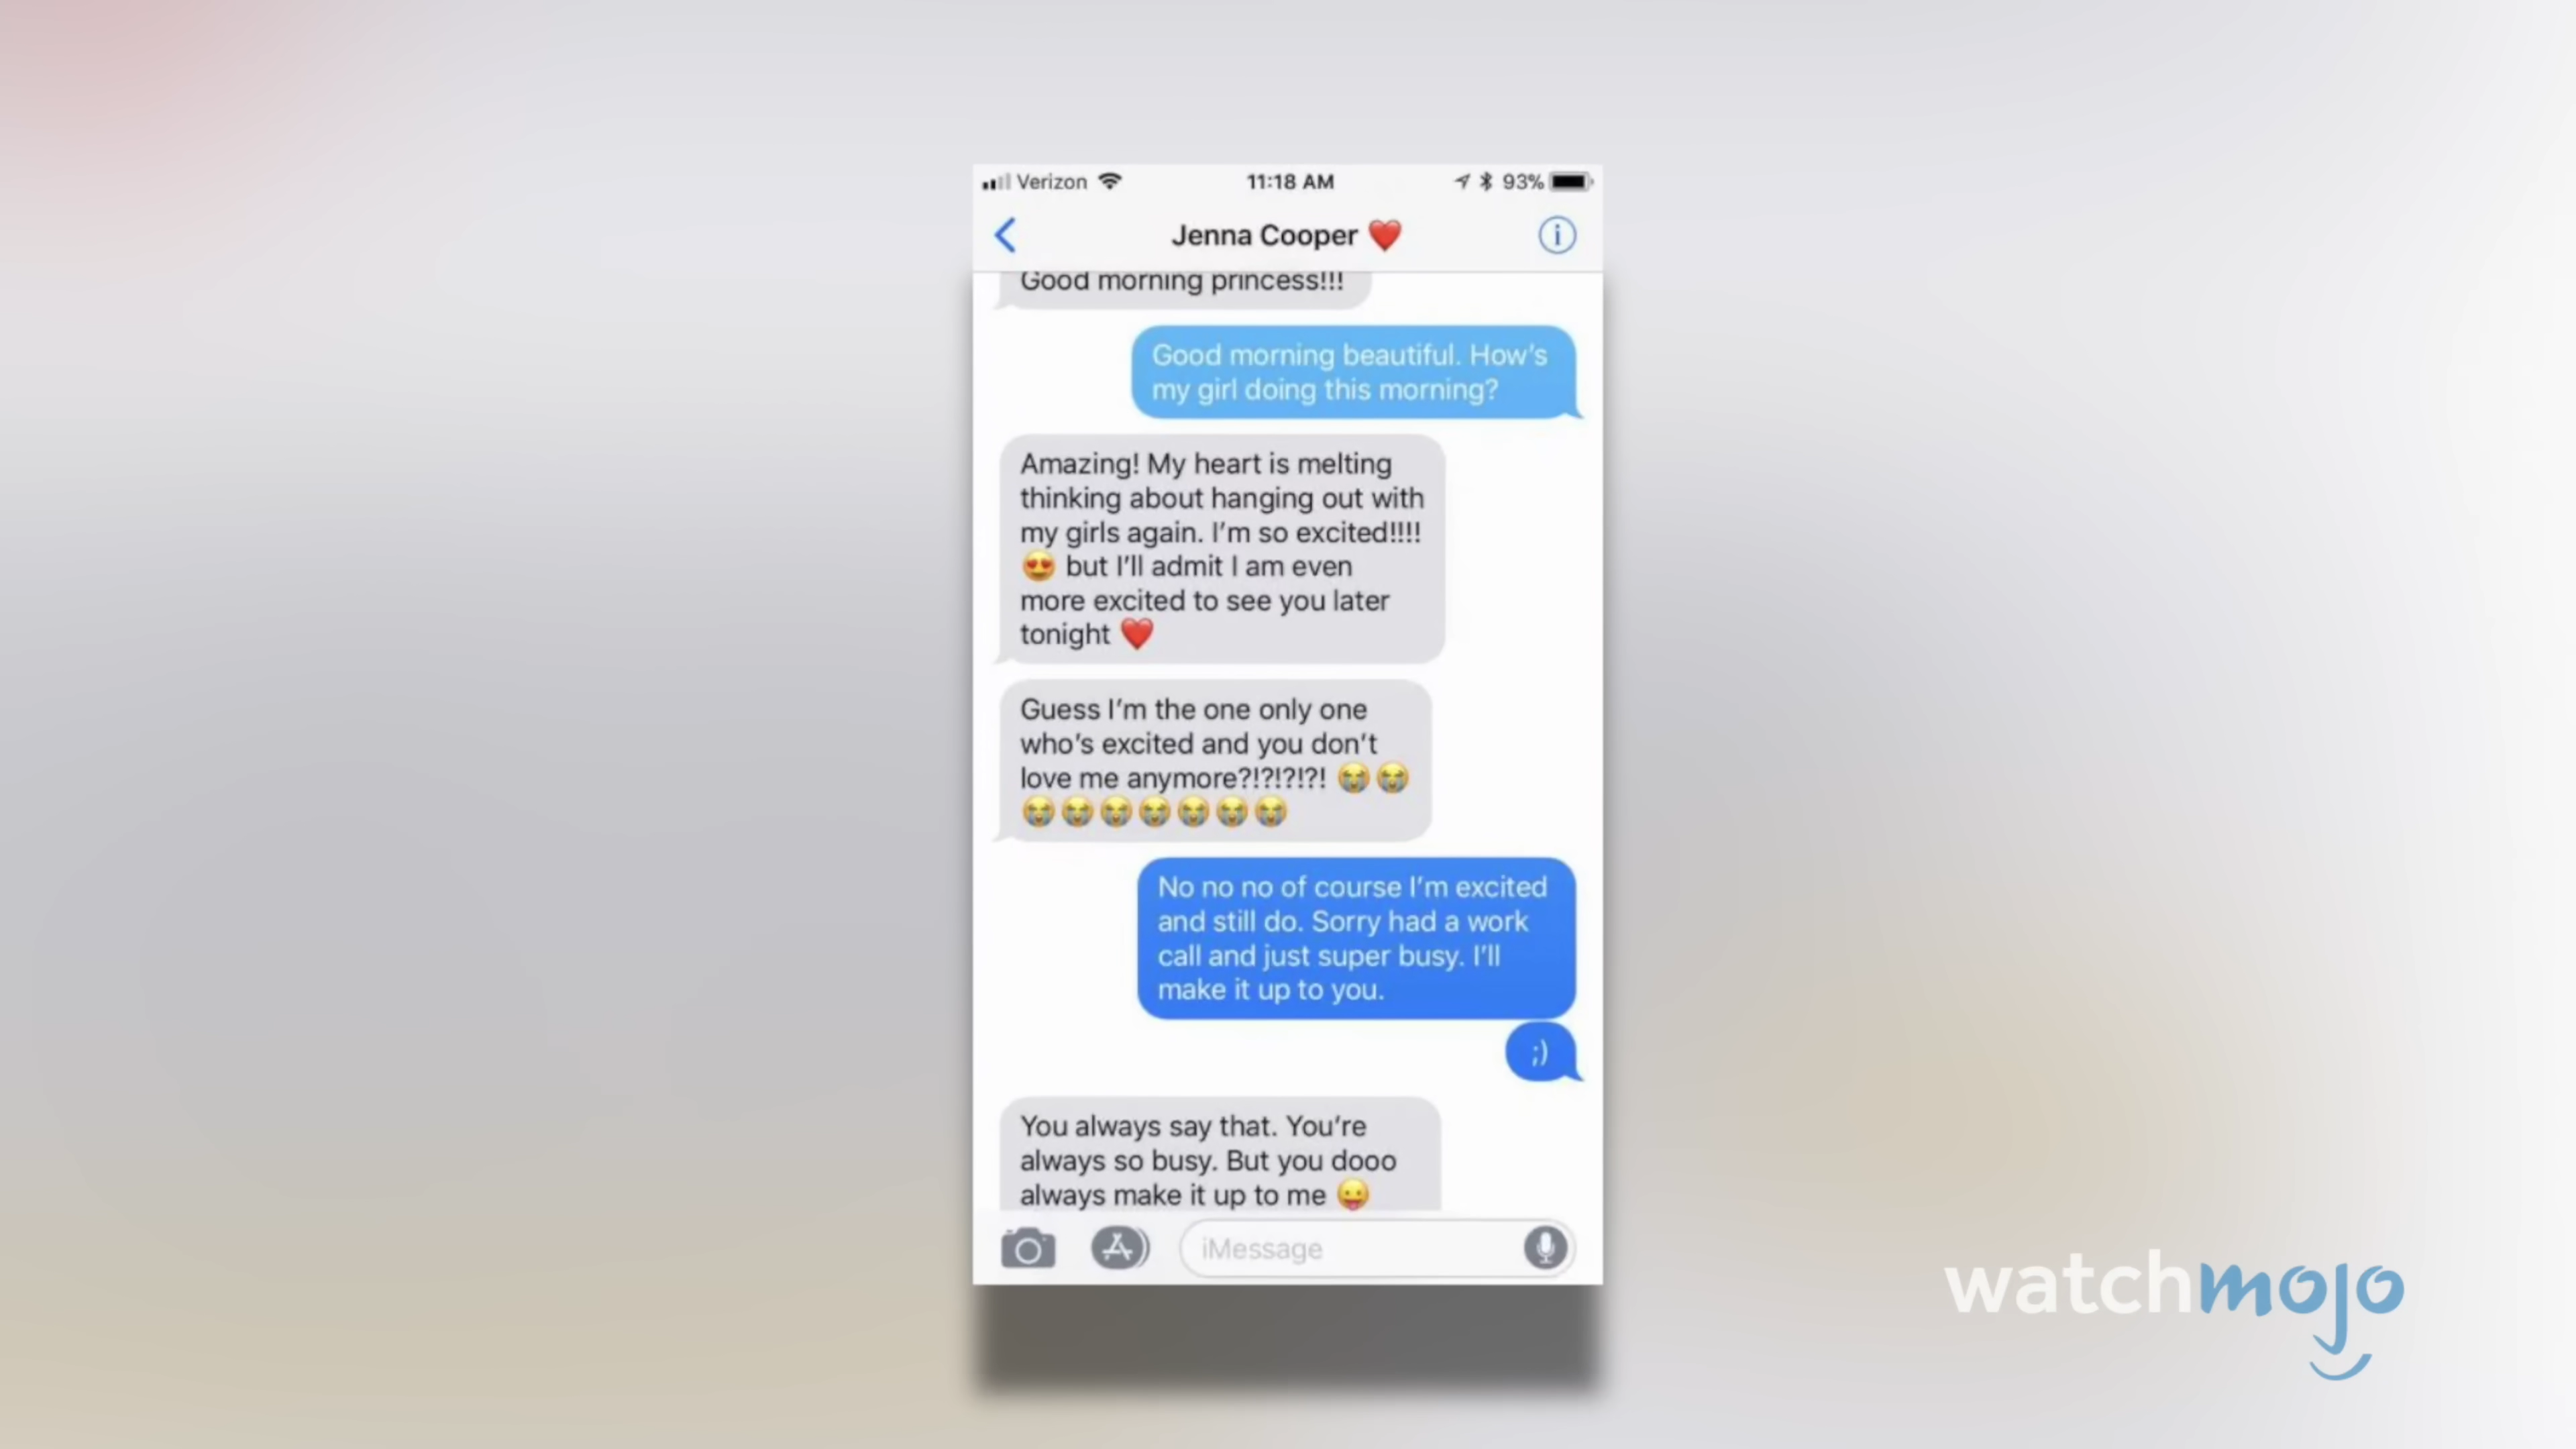 Verizon 11:18 AM 93%
Jenna Cooper ❤️
Good morning princess!!!
Good morning beautiful. How's
my girl doing this morning?
Amazing! My heart is melting
thinking about hanging out with
my girls again. I'm so excited!!!!
😍 but I'll admit I am even
more excited to see you later
tonight ❤️
Guess I'm the one only one
who's excited and you don't
love me anymore?!?!?!?! 😭😭
😭😭😭😭😭😭😭
No no no of course I'm excited
and still do. Sorry had a work
call and just super busy. I'll
make it up to you.
;)
You always say that. You're
always so busy. But you dooo
always make it up to me 😛
iMessage
watchmojo